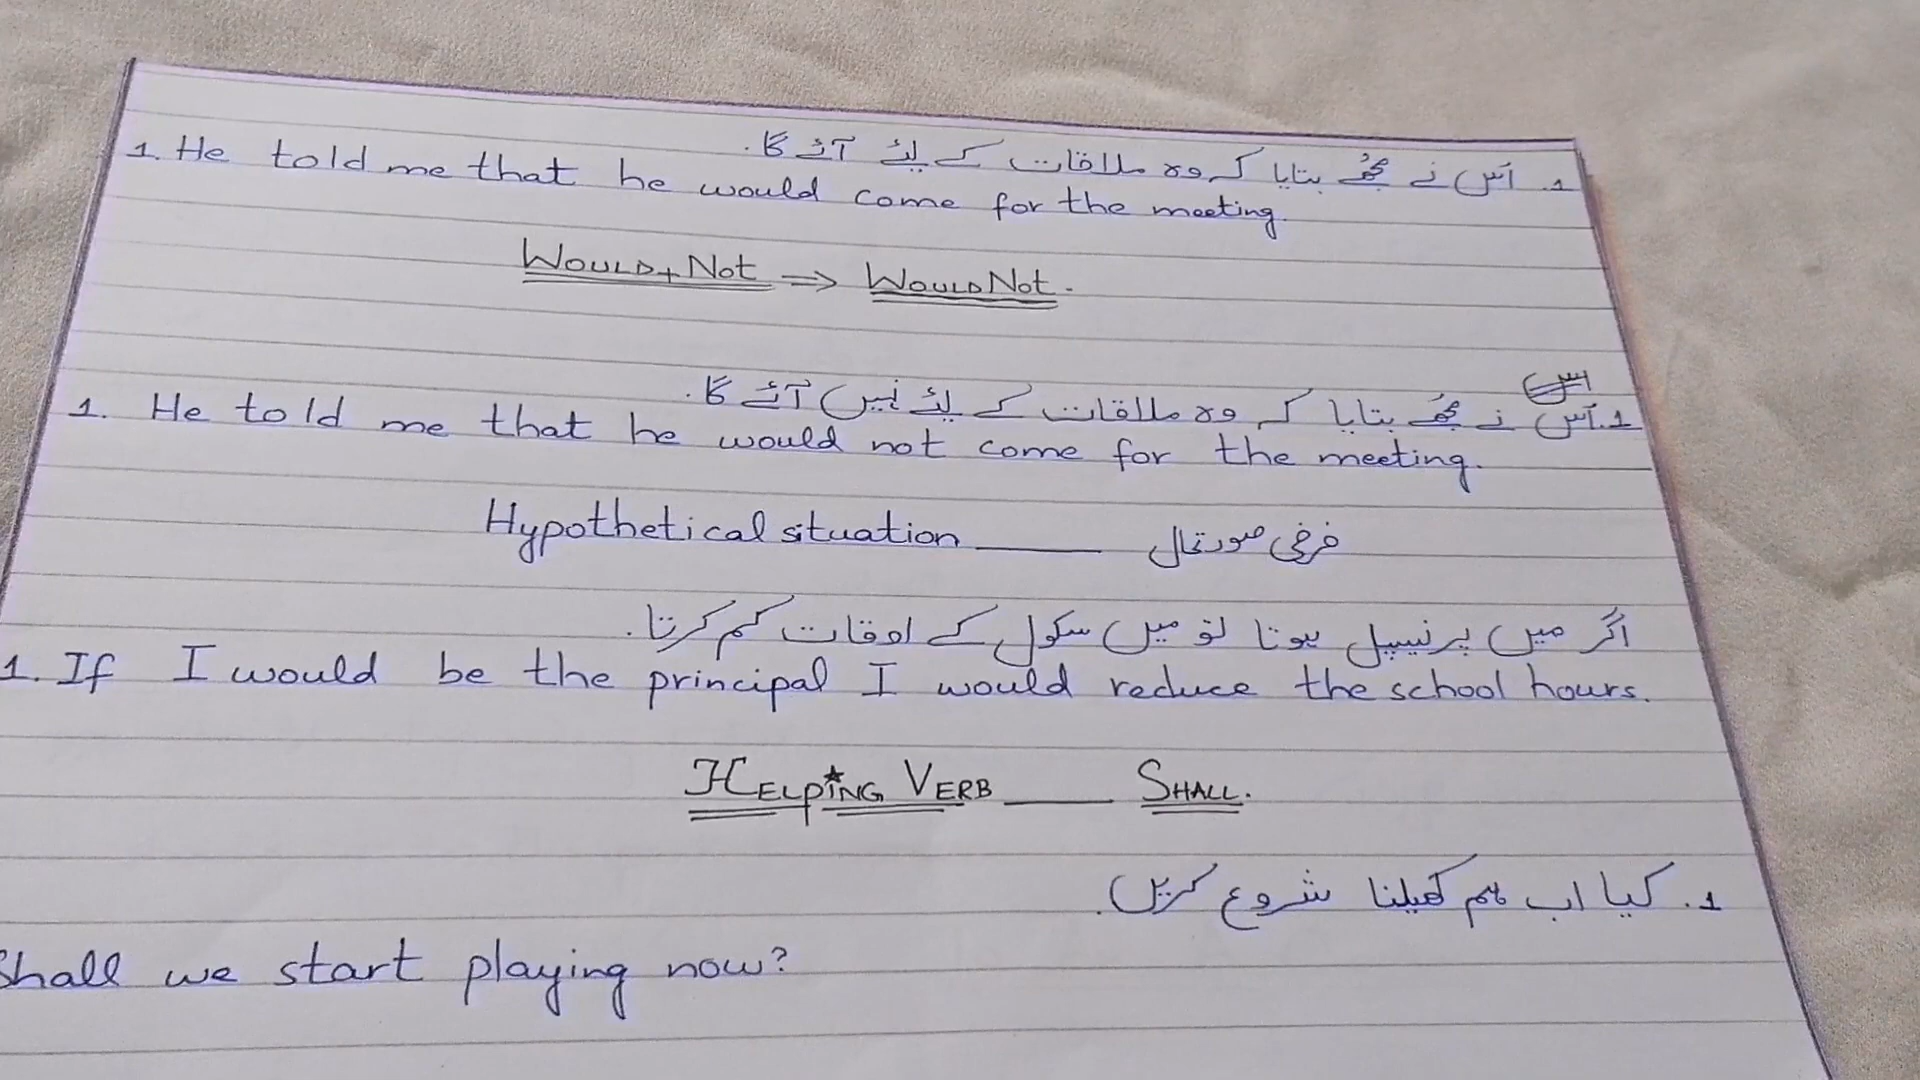 1. اُس نے مجھے بتایا کہ وہ ملاقات کے لیئے آئے گا.
1. He told me that he would come for the meeting.
Would + Not => Would Not.
اس
1. اُس نے مجھے بتایا کہ وہ ملاقات کے لیئے نہیں آئے گا.
1. He told me that he would not come for the meeting.
Hypothetical situation ____ فرضی صورتحال
اگر میں پرنسپل ہوتا تو میں سکول کے اوقات کم کرتا.
1. If I would be the principal I would reduce the school hours.
HELPING VERB ____ SHALL.
1. کیا اب ہم کھیلنا شروع کریں.
Shall we start playing now?